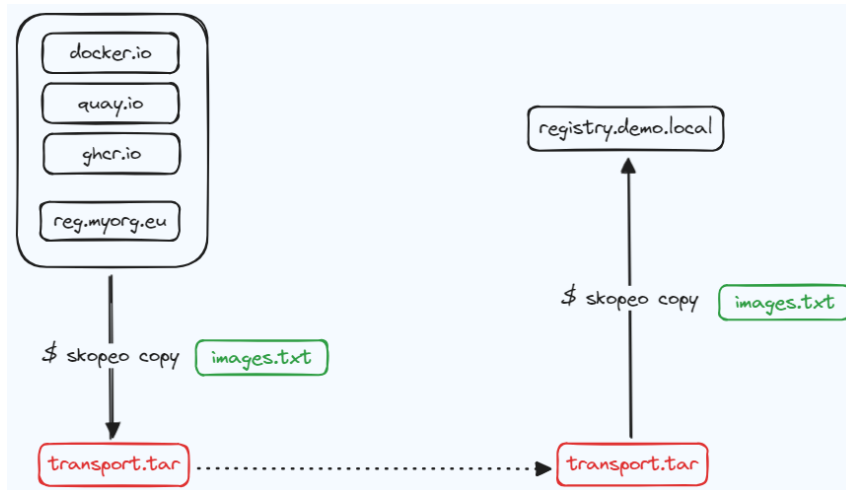 docker.io
quay.io
ghcr.io
reg.myorg.eu
$ skopeo copy
images.txt
transport.tar
registry.demo.local
$ skopeo copy
images.txt
transport.tar